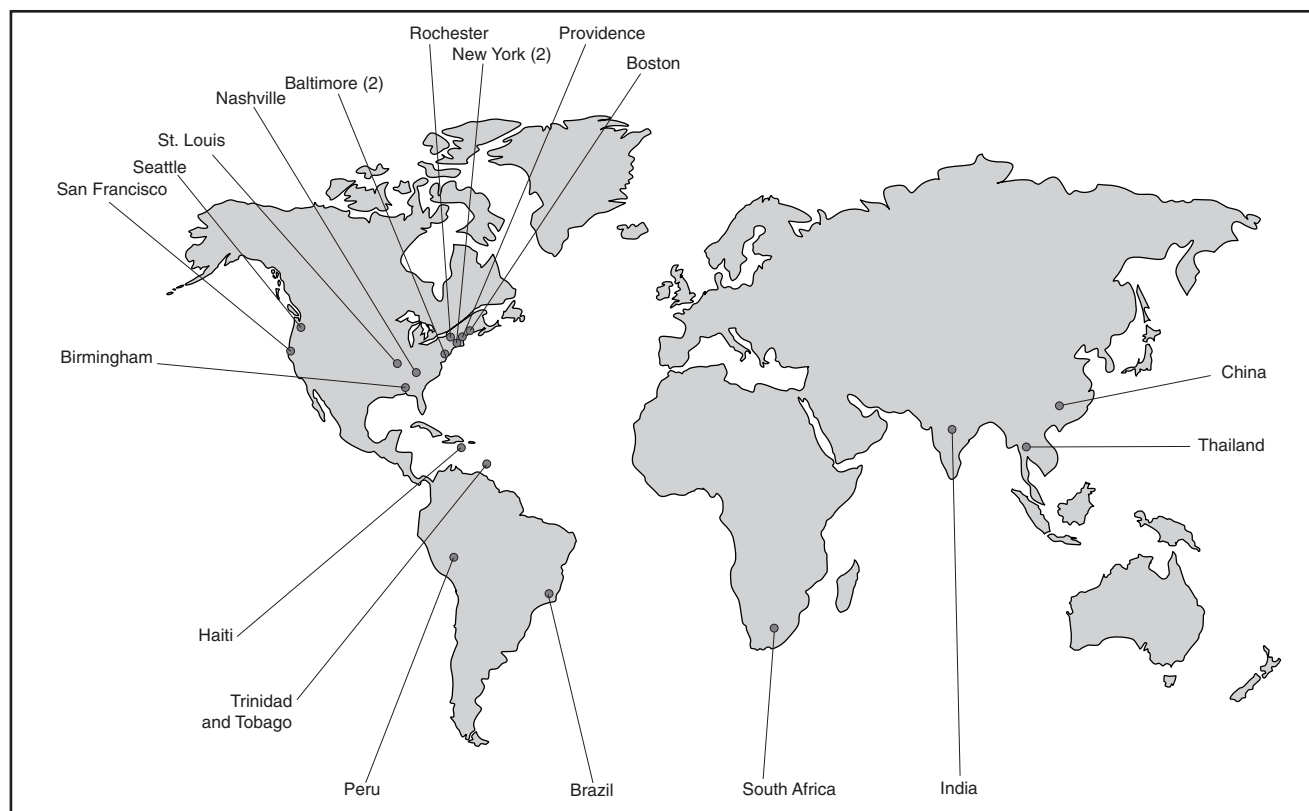 Rochester
Providence
New York (2)
Boston
Baltimore (2)
Nashville
St. Louis
Seattle
San Francisco
Birmingham
China
Thailand
Haiti
Trinidad
and Tobago
Peru
Brazil
South Africa
India